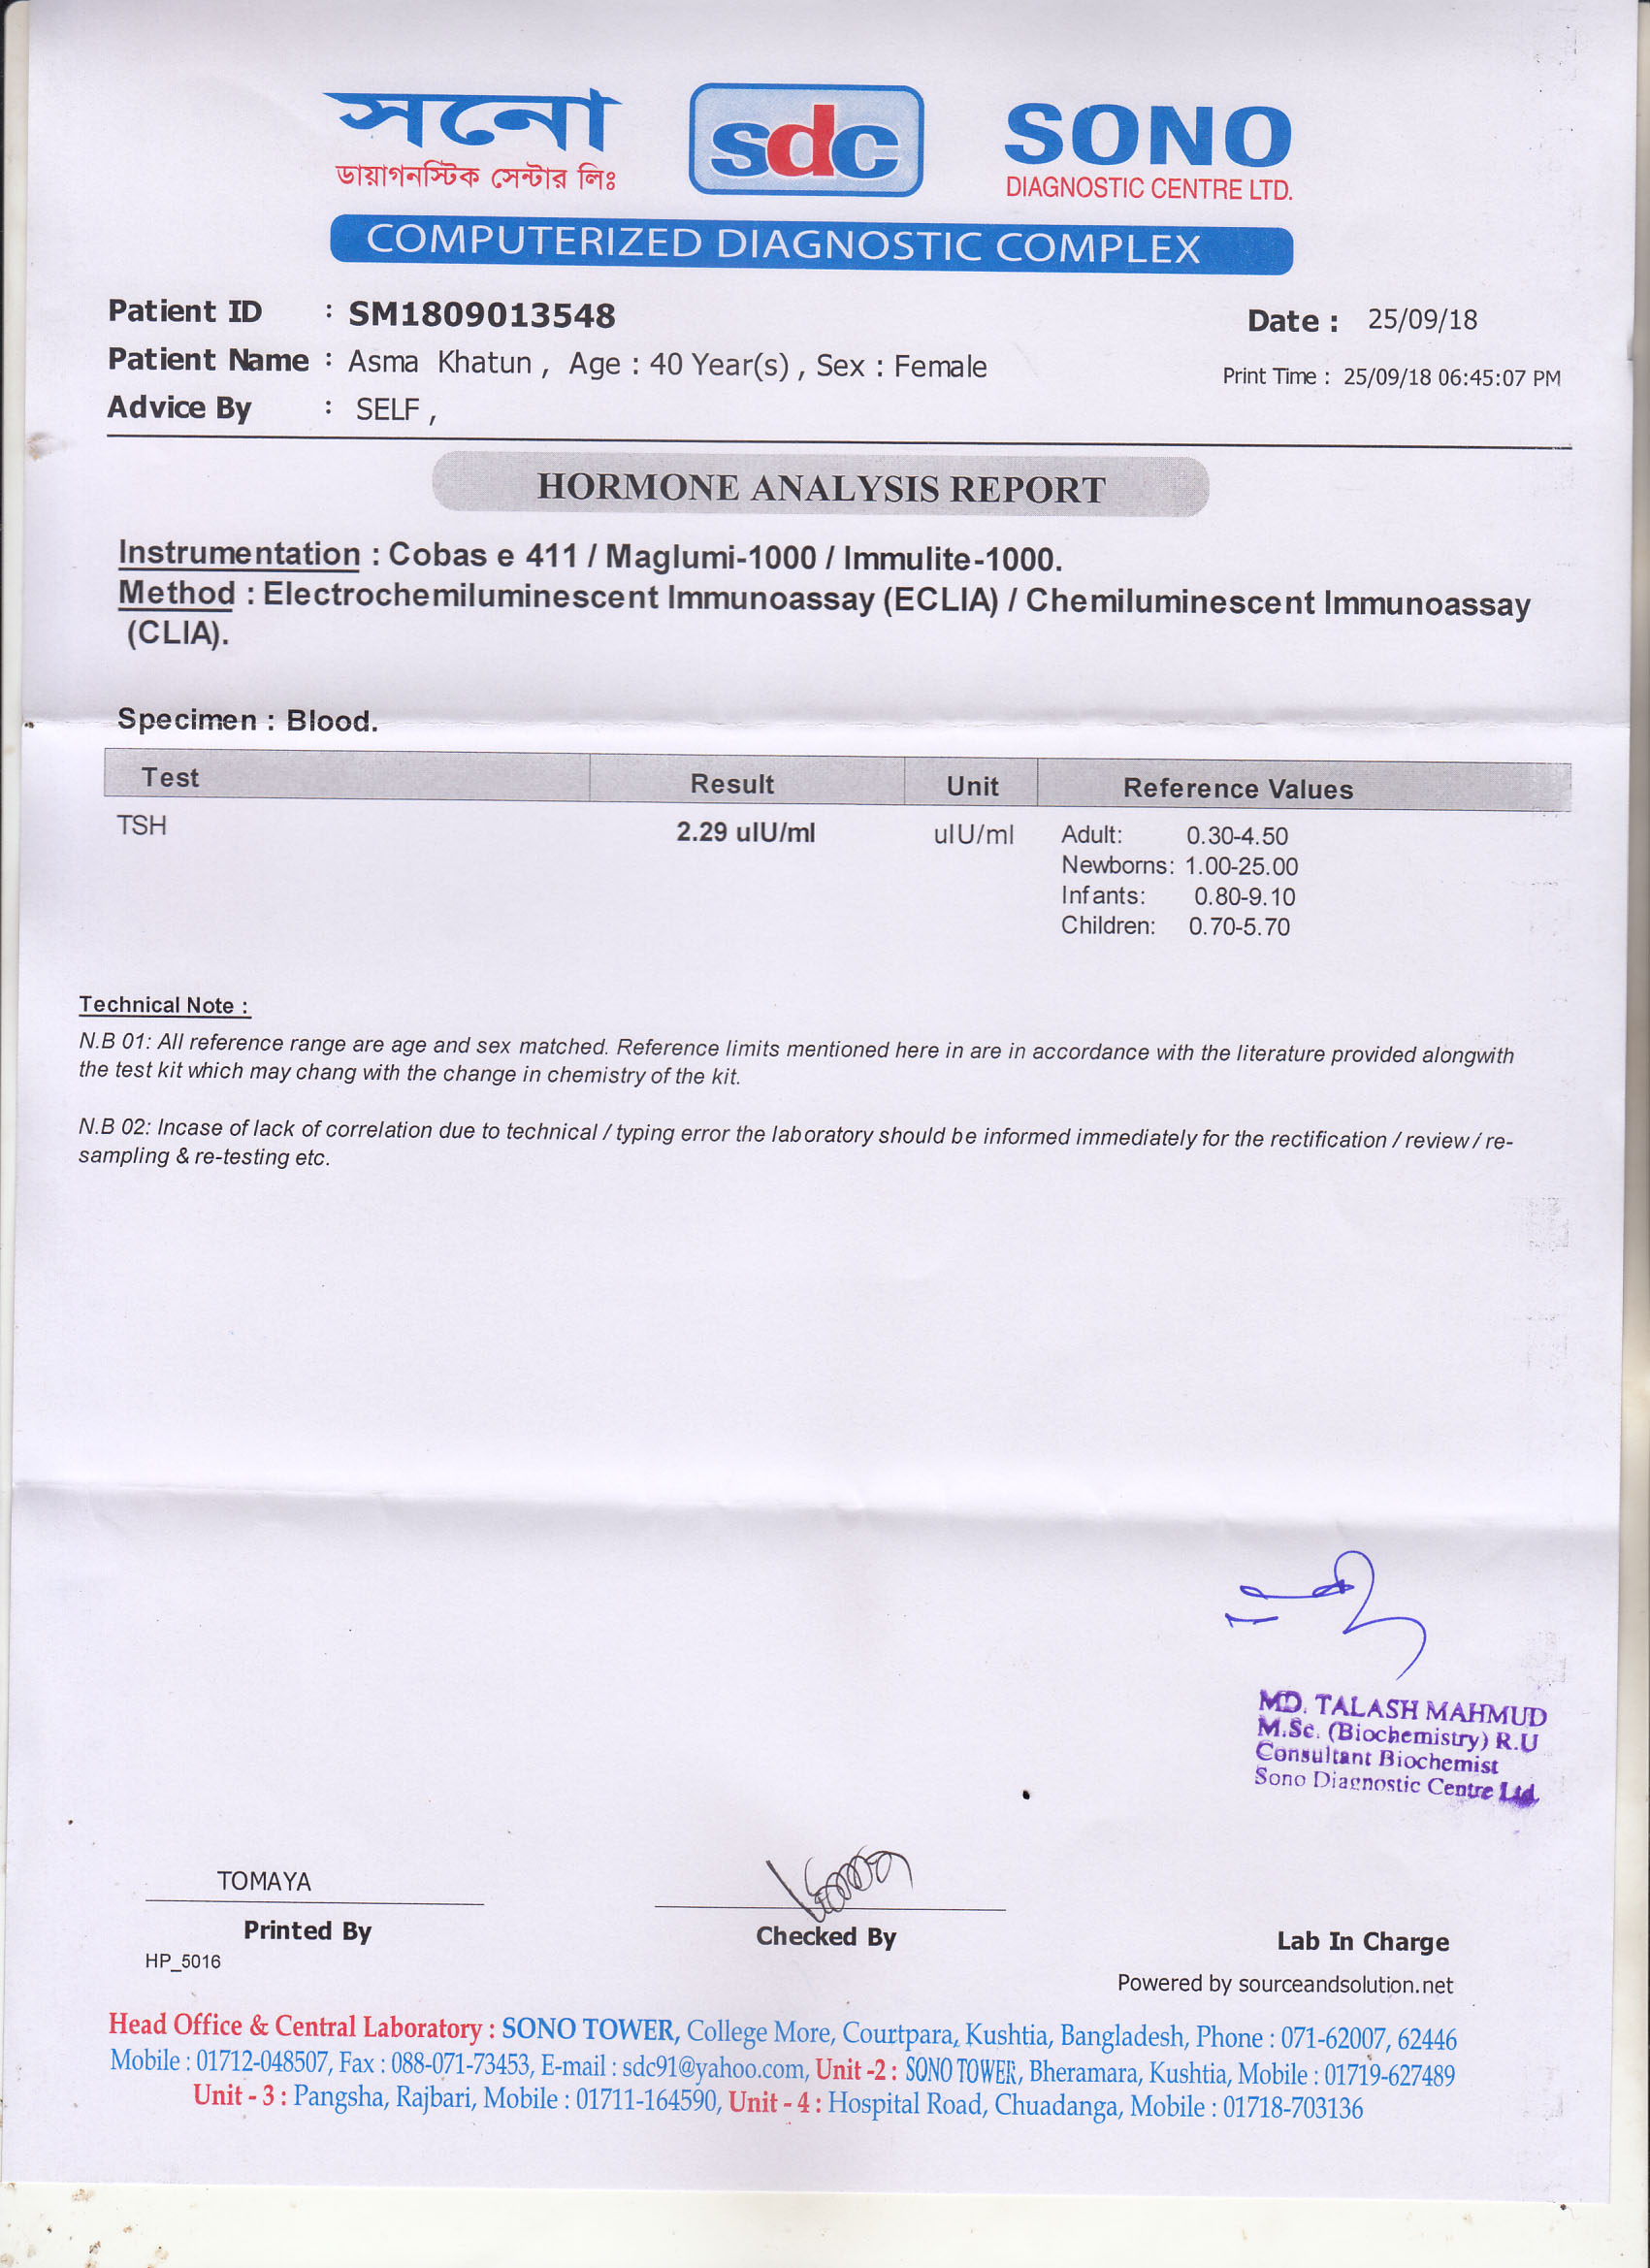 সনো
ডায়াগনস্টিক সেন্টার লিঃ
sdc
SONO
DIAGNOSTIC CENTRE LTD.
COMPUTERIZED DIAGNOSTIC COMPLEX
Patient ID : SM1809013548
Date : 25/09/18
Patient Name : Asma Khatun , Age : 40 Year(s) , Sex : Female
Print Time : 25/09/18 06:45:07 PM
Advice By : SELF ,
HORMONE ANALYSIS REPORT
Instrumentation : Cobas e 411 / Maglumi-1000 / Immulite-1000.
Method : Electrochemiluminescent Immunoassay (ECLIA) / Chemiluminescent Immunoassay
(CLIA).
Specimen : Blood.
Test Result Unit Reference Values
TSH 2.29 uIU/ml uIU/ml Adult: 0.30-4.50
Newborns: 1.00-25.00
Infants: 0.80-9.10
Children: 0.70-5.70
Technical Note :
N.B 01: All reference range are age and sex matched. Reference limits mentioned here in are in accordance with the literature provided alongwith
the test kit which may chang with the change in chemistry of the kit.
N.B 02: Incase of lack of correlation due to technical / typing error the laboratory should be informed immediately for the rectification / review / re-
sampling & re-testing etc.
MD. TALASH MAHMUD
M.Sc. (Biochemistry) R.U
Consultant Biochemist
Sono Diagnostic Centre Ltd.
TOMAYA
Printed By
Checked By
Lab In Charge
HP_5016
Powered by sourceandsolution.net
Head Office & Central Laboratory : SONO TOWER, College More, Courtpara, Kushtia, Bangladesh, Phone : 071-62007, 62446
Mobile : 01712-048507, Fax : 088-071-73453, E-mail : sdc91@yahoo.com, Unit -2 : SONO TOWER, Bheramara, Kushtia, Mobile : 01719-627489
Unit - 3 : Pangsha, Rajbari, Mobile : 01711-164590, Unit - 4 : Hospital Road, Chuadanga, Mobile : 01718-703136